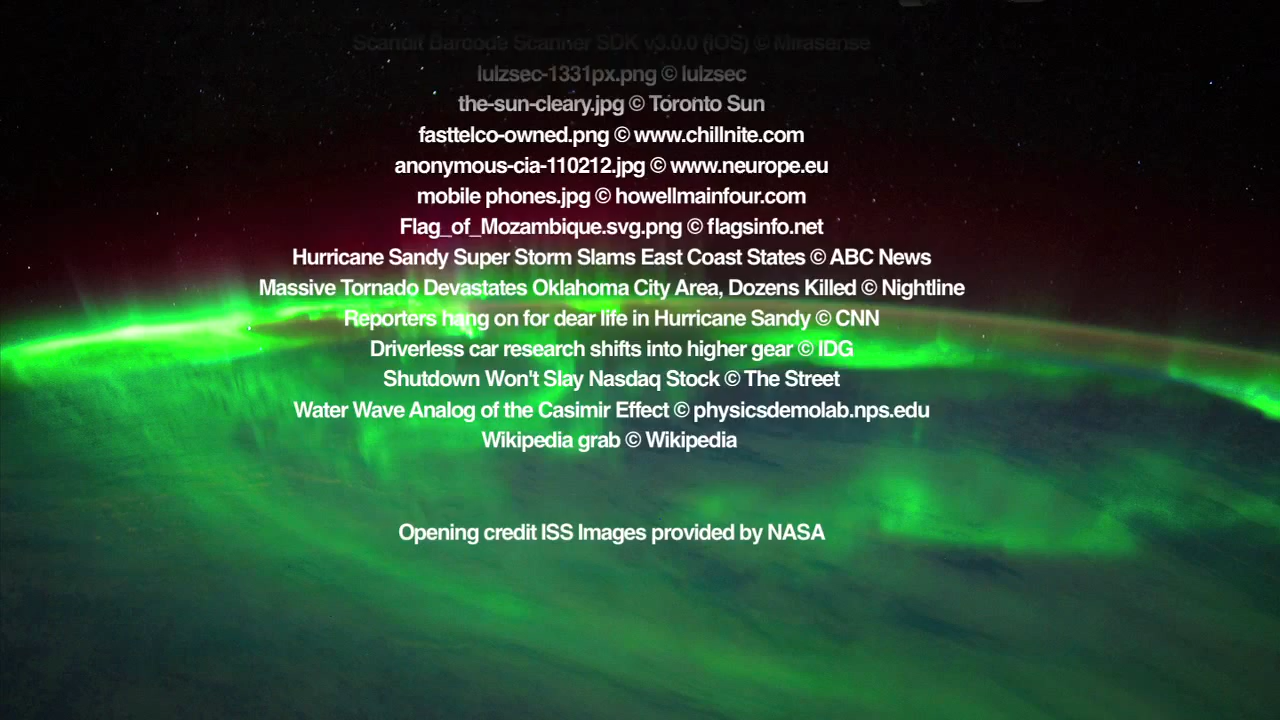 Scandit Barcode Scanner SDK v3.0.0 (iOS) © Mirasense
lulzsec-1331px.png © lulzsec
the-sun-cleary.jpg © Toronto Sun
fasttelco-owned.png © www.chillnite.com
anonymous-cia-110212.jpg © www.neurope.eu
mobile phones.jpg © howellmainfour.com
Flag_of_Mozambique.svg.png © flagsinfo.net
Hurricane Sandy Super Storm Slams East Coast States © ABC News
Massive Tornado Devastates Oklahoma City Area, Dozens Killed © Nightline
Reporters hang on for dear life in Hurricane Sandy © CNN
Driverless car research shifts into higher gear © IDG
Shutdown Won't Slay Nasdaq Stock © The Street
Water Wave Analog of the Casimir Effect © physicsdemolab.nps.edu
Wikipedia grab © Wikipedia
Opening credit ISS Images provided by NASA